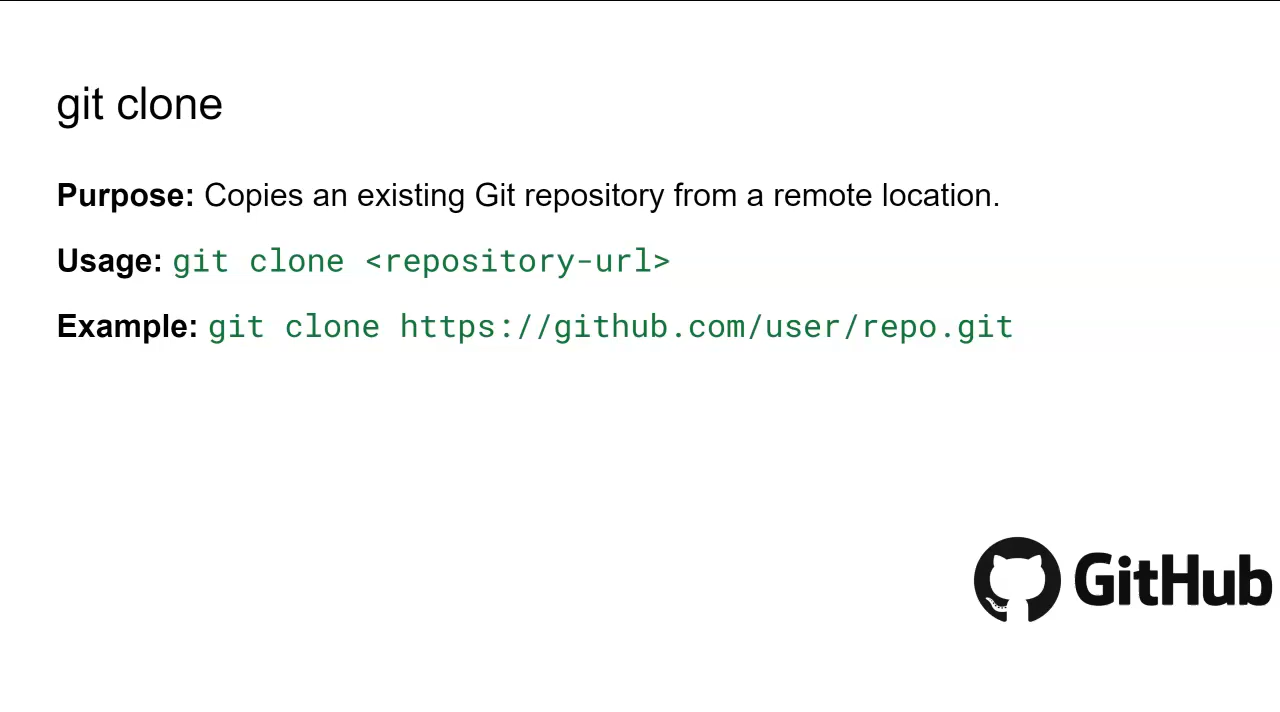 git clone
Purpose: Copies an existing Git repository from a remote location.
Usage: git clone <repository-url>
Example: git clone https://github.com/user/repo.git
GitHub